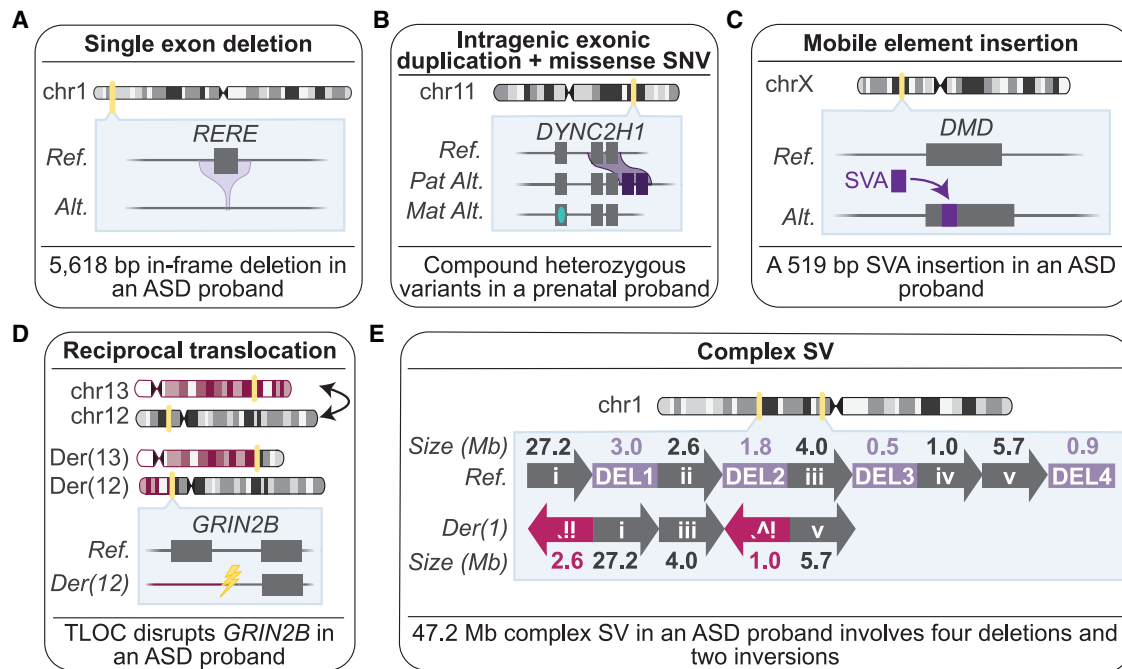 A
Single exon deletion
chr1
RERE
Ref.
Alt.
5,618 bp in-frame deletion in
an ASD proband
B
Intragenic exonic
duplication + missense SNV
chr11
DYNC2H1
Ref.
Pat Alt.
Mat Alt.
Compound heterozygous
variants in a prenatal proband
C
Mobile element insertion
chrX
DMD
Ref.
SVA
Alt.
A 519 bp SVA insertion in an ASD
proband
D
Reciprocal translocation
chr13
chr12
Der(13)
Der(12)
GRIN2B
Ref.
Der(12)
TLOC disrupts GRIN2B in
an ASD proband
E
Complex SV
chr1
Size (Mb) 27.2 3.0 2.6 1.8 4.0 0.5 1.0 5.7 0.9
Ref. i DEL1 ii DEL2 iii DEL3 iv v DEL4
Der(1) ii` i iii iv` v
Size (Mb) 2.6 27.2 4.0 1.0 5.7
47.2 Mb complex SV in an ASD proband involves four deletions and
two inversions